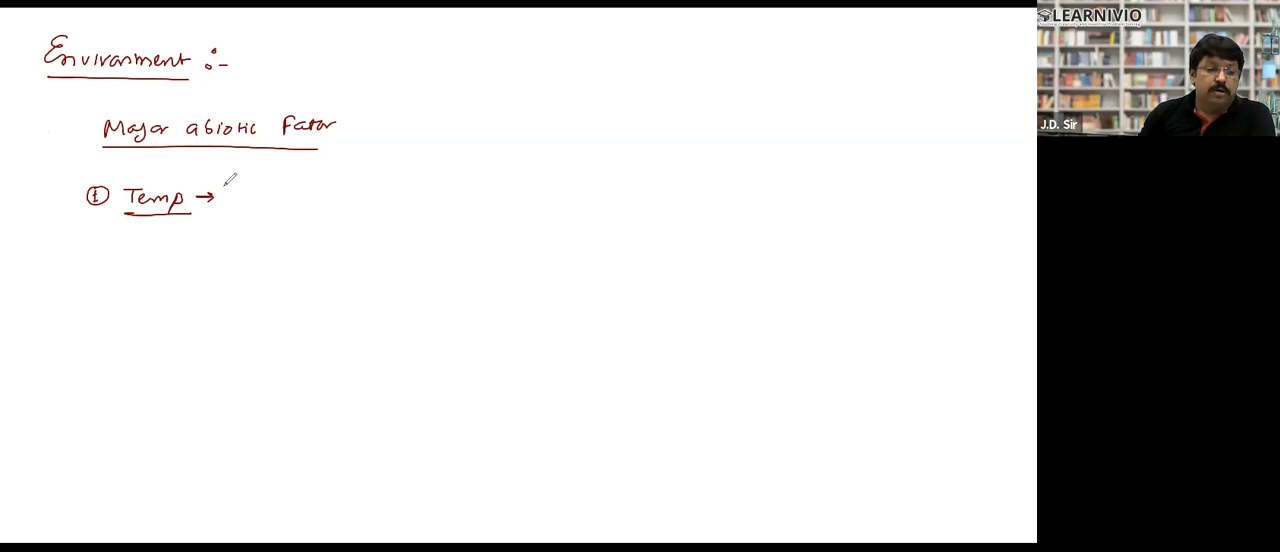 Environment :-
LEARNIVIO
Major abiotic Factor
J.D. Sir
① Temp →